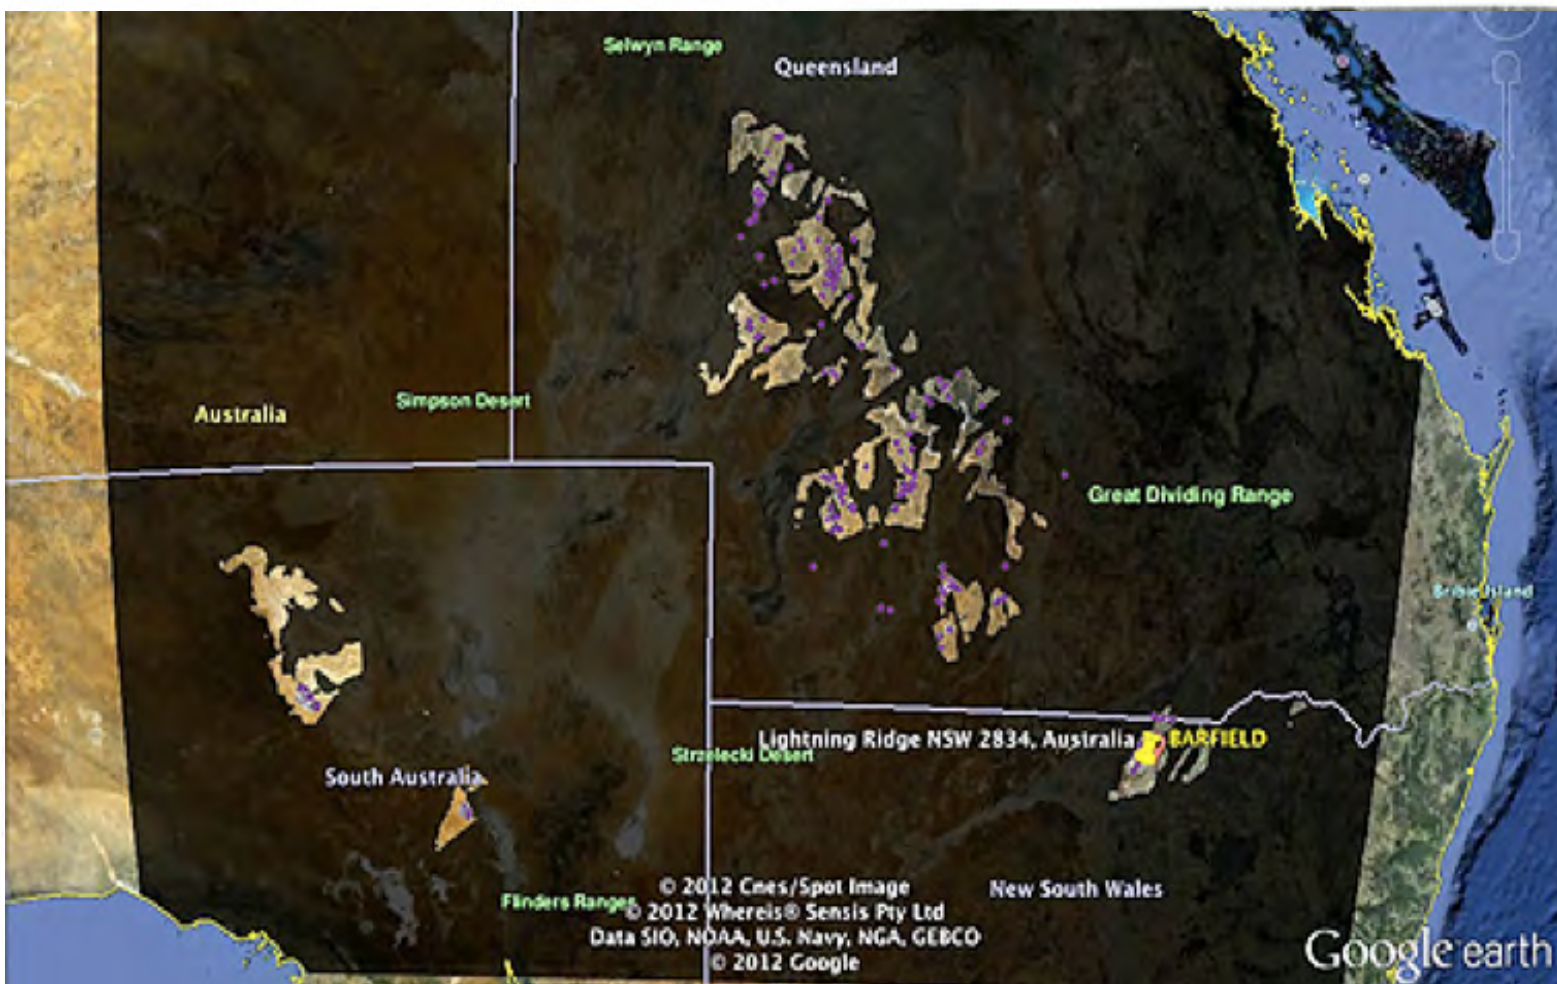 Selwyn Range
Queensland
Australia
Simpson Desert
Great Dividing Range
Bribie Island
Lightning Ridge NSW 2834, Australia
BARFIELD
Strzelecki Desert
South Australia
New South Wales
Flinders Ranges
© 2012 Cnes/Spot Image
© 2012 Whereis® Sensis Pty Ltd
Data SIO, NOAA, U.S. Navy, NGA, GEBCO
© 2012 Google
Google earth